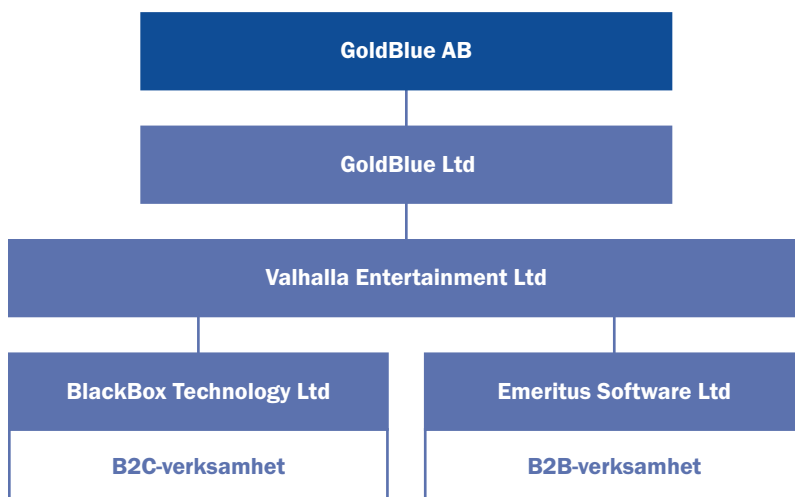 GoldBlue AB
GoldBlue Ltd
Valhalla Entertainment Ltd
BlackBox Technology Ltd
Emeritus Software Ltd
B2C-verksamhet
B2B-verksamhet